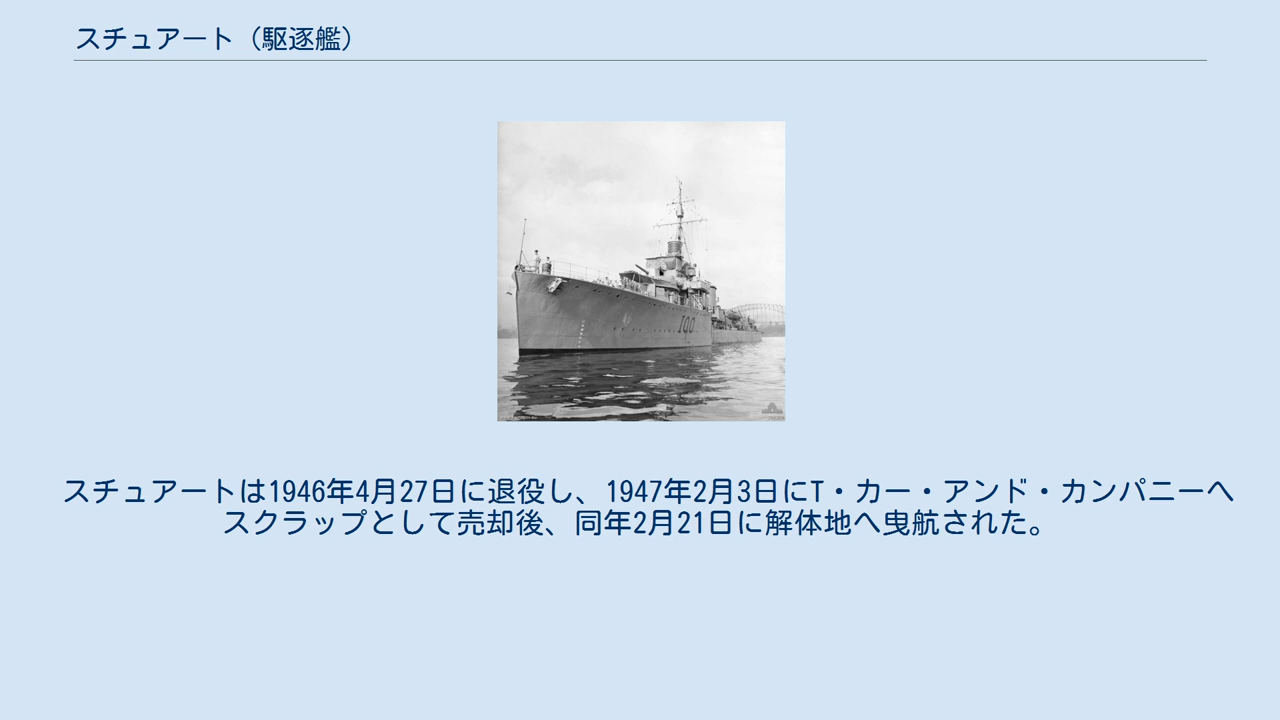 スチュアート（駆逐艦）
I00
スチュアートは1946年4月27日に退役し、1947年2月3日にT・カー・アンド・カンパニーへ
スクラップとして売却後、同年2月21日に解体地へ曳航された。